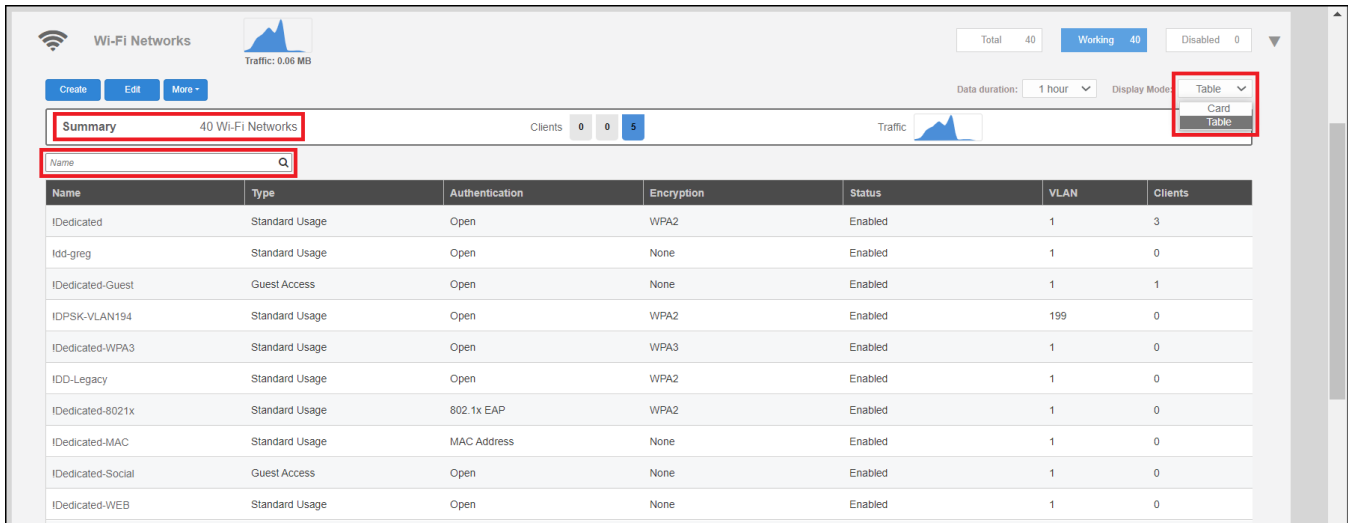 Wi-Fi Networks
Traffic: 0.06 MB
Total 40 Working 40 Disabled 0
Create Edit More
Data duration: 1 hour Display Mode: Table
Card
Table
Summary 40 Wi-Fi Networks Clients 0 0 5 Traffic
Name
Name Type Authentication Encryption Status VLAN Clients
!Dedicated Standard Usage Open WPA2 Enabled 1 3
!dd-greg Standard Usage Open None Enabled 1 0
!Dedicated-Guest Guest Access Open None Enabled 1 1
!DPSK-VLAN194 Standard Usage Open WPA2 Enabled 199 0
!Dedicated-WPA3 Standard Usage Open WPA3 Enabled 1 0
!DD-Legacy Standard Usage Open WPA2 Enabled 1 0
!Dedicated-8021x Standard Usage 802.1x EAP WPA2 Enabled 1 0
!Dedicated-MAC Standard Usage MAC Address None Enabled 1 0
!Dedicated-Social Guest Access Open None Enabled 1 0
!Dedicated-WEB Standard Usage Open None Enabled 1 0